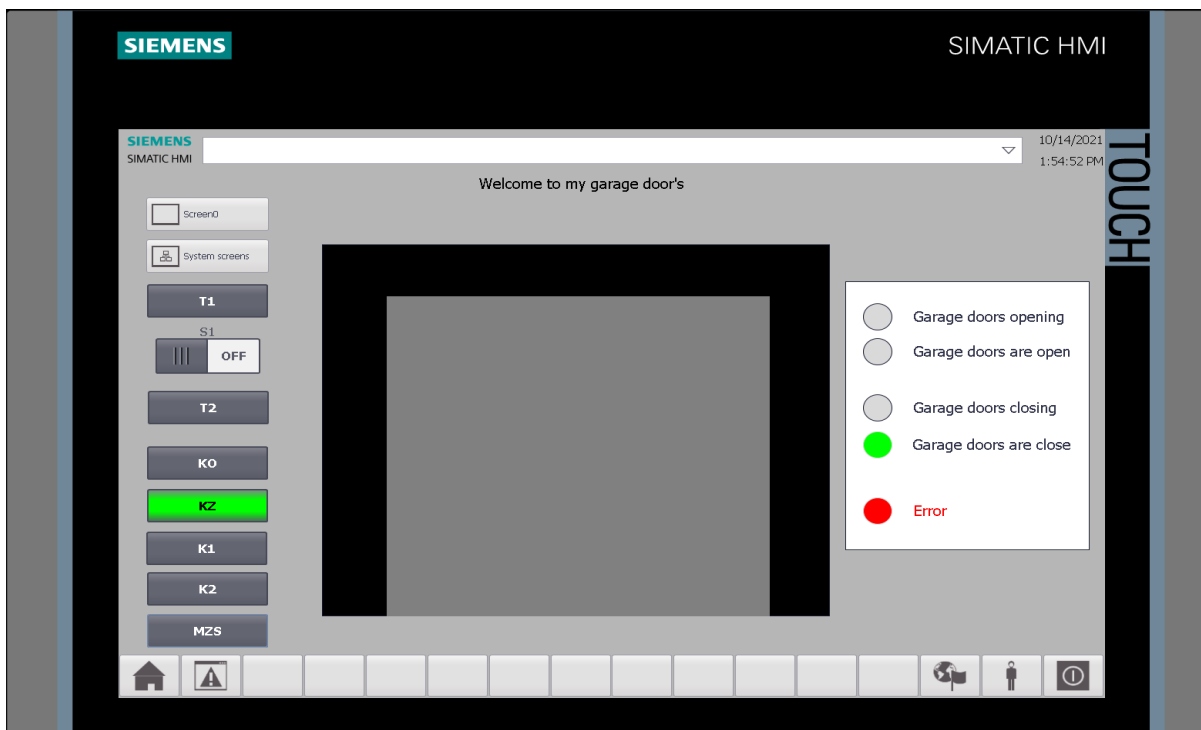 SIEMENS
SIMATIC HMI
TOUCH
SIEMENS
SIMATIC HMI
10/14/2021
1:54:52 PM
Welcome to my garage door's
Screen0
System screens
T1
S1
OFF
T2
KO
KZ
K1
K2
MZS
Garage doors opening
Garage doors are open
Garage doors closing
Garage doors are close
Error